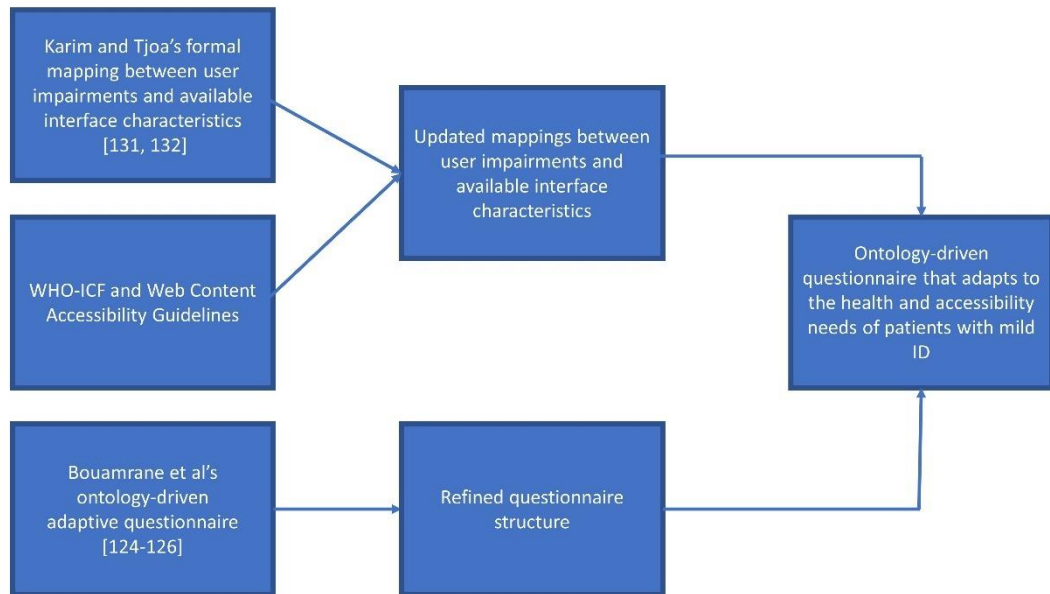 Karim and Tjoa’s formal
mapping between user
impairments and available
interface characteristics
[131, 132]
WHO-ICF and Web Content
Accessibility Guidelines
Bouamrane et al’s
ontology-driven
adaptive questionnaire
[124-126]
Updated mappings between
user impairments and
available interface
characteristics
Refined questionnaire
structure
Ontology-driven
questionnaire that adapts to
the health and accessibility
needs of patients with mild
ID